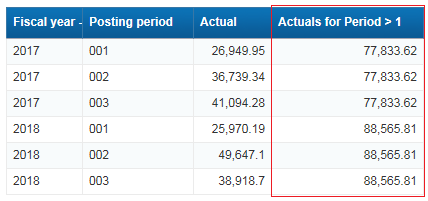 Fiscal year - Posting period Actual Actuals for Period > 1
2017 001 26,949.95 77,833.62
2017 002 36,739.34 77,833.62
2017 003 41,094.28 77,833.62
2018 001 25,970.19 88,565.81
2018 002 49,647.1 88,565.81
2018 003 38,918.7 88,565.81